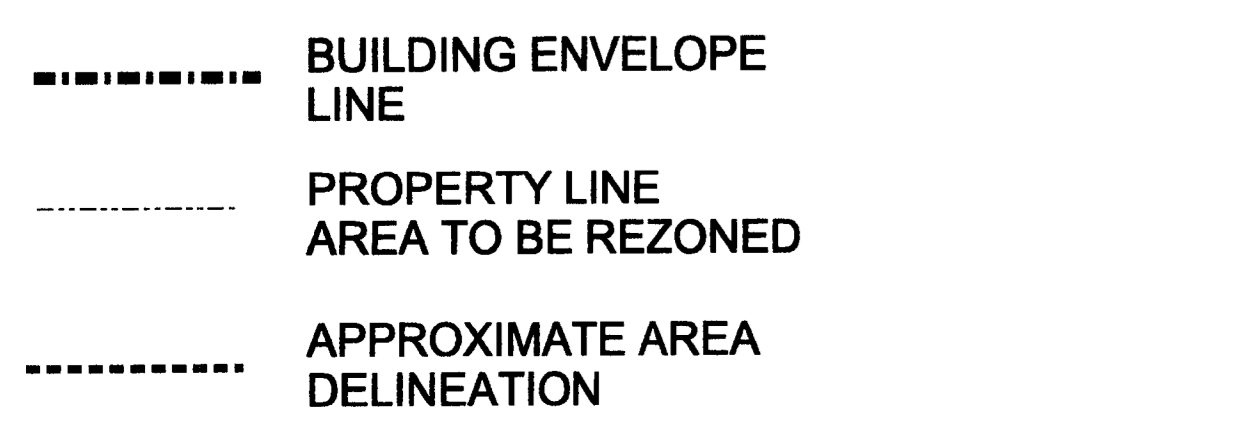 BUILDING ENVELOPE
LINE
PROPERTY LINE
AREA TO BE REZONED
APPROXIMATE AREA
DELINEATION